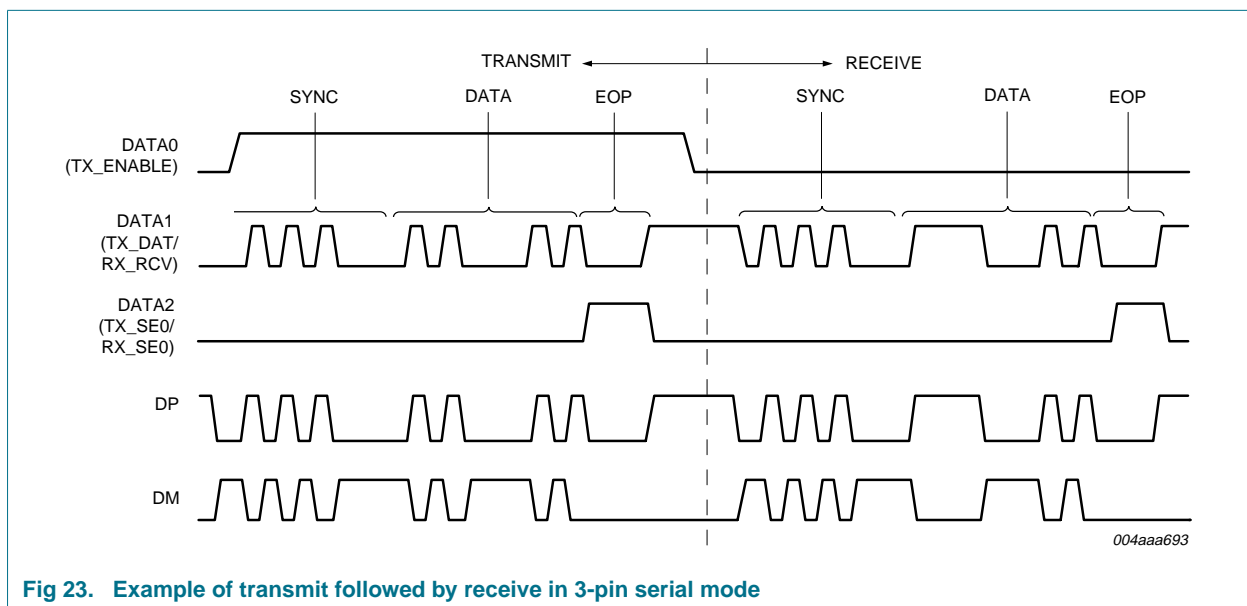 TRANSMIT
RECEIVE
SYNC
DATA
EOP
SYNC
DATA
EOP
DATA0
(TX_ENABLE)
DATA1
(TX_DAT/
RX_RCV)
DATA2
(TX_SE0/
RX_SE0)
DP
DM
004aaa693
Fig 23. Example of transmit followed by receive in 3-pin serial mode